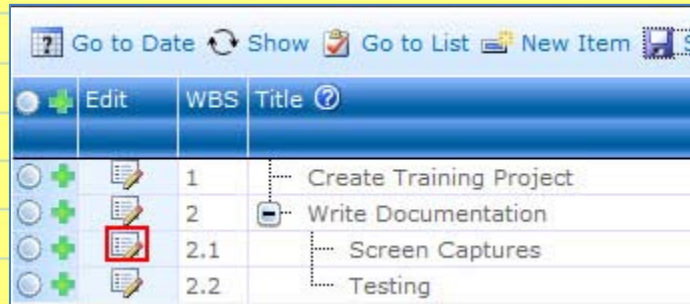 Go to Date Show Go to List New Item
Edit WBS Title
1 Create Training Project
2 Write Documentation
2.1 Screen Captures
2.2 Testing